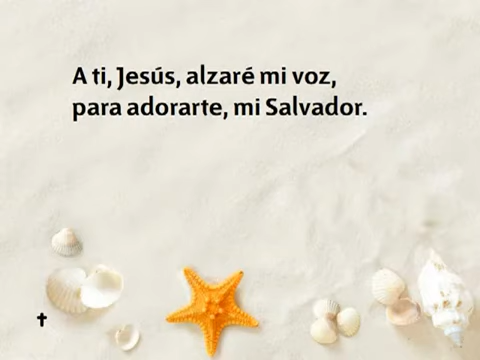 A ti, Jesús, alzaré mi voz,
para adorarte, mi Salvador.